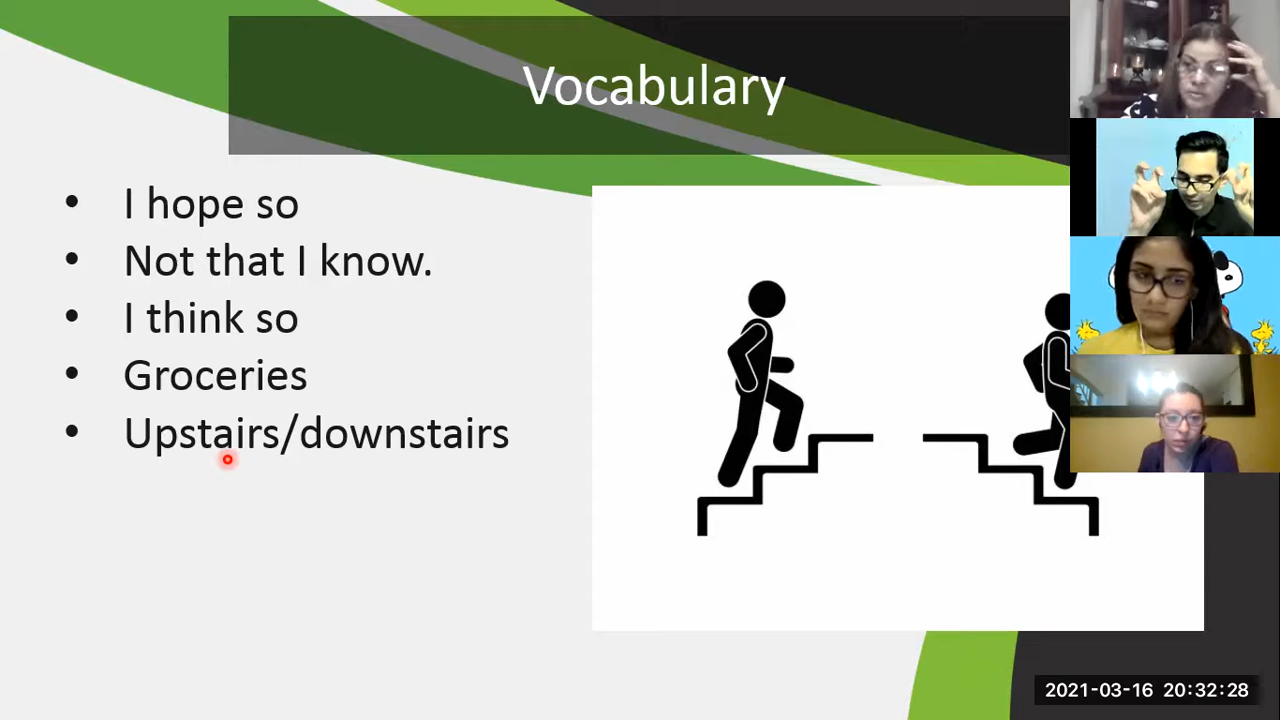 Vocabulary
I hope so
Not that I know.
I think so
Groceries
Upstairs/downstairs
2021-03-16 20:32:28